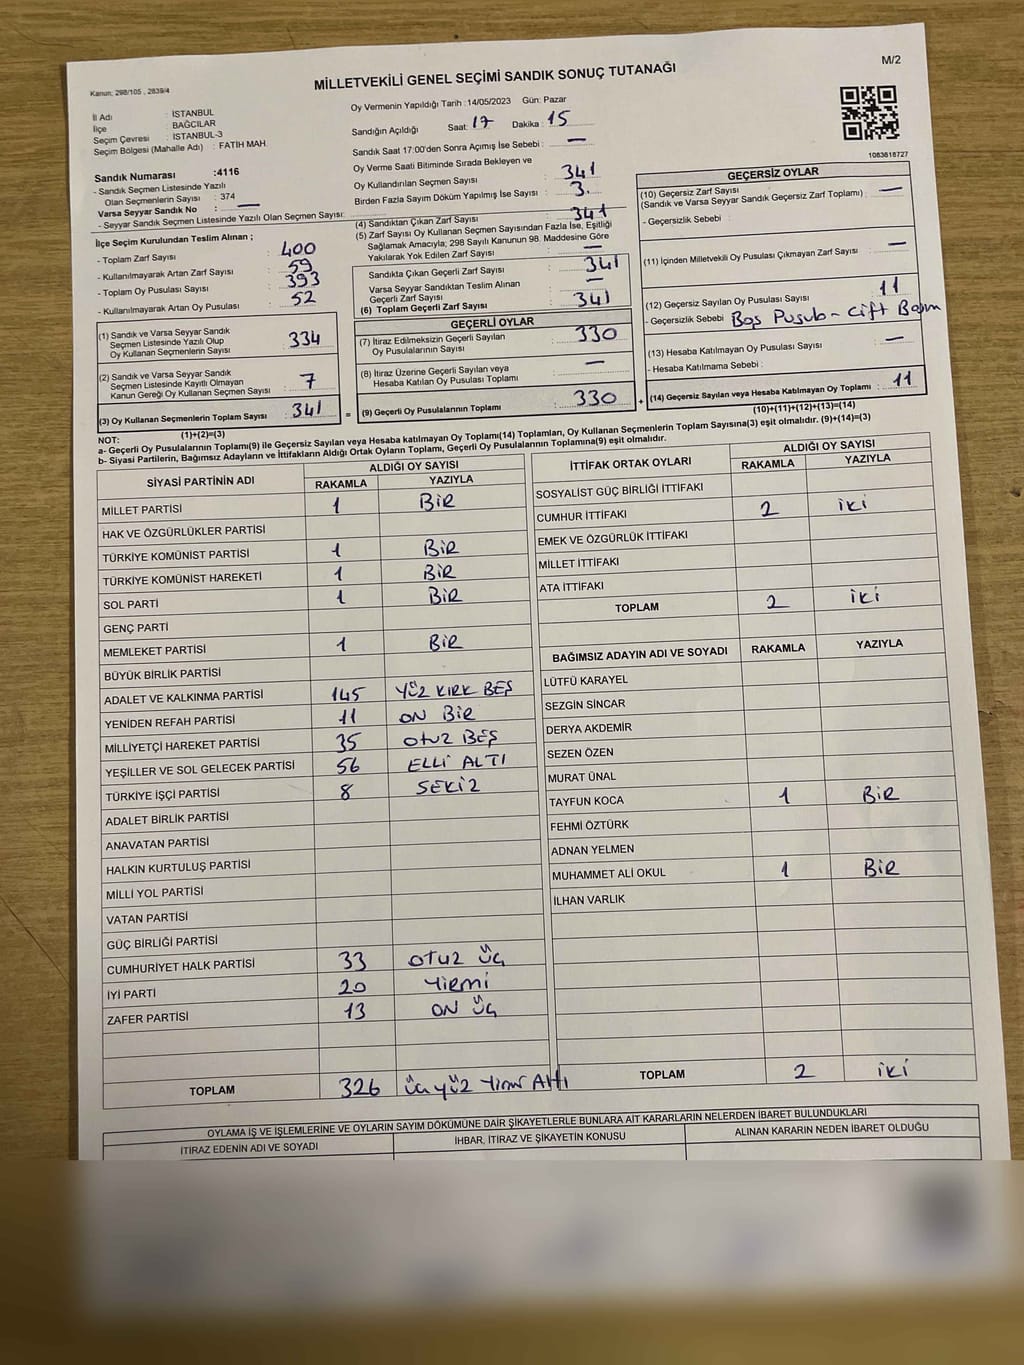 M/2
Kanun: 298/105 , 2839/4
MİLLETVEKİLİ GENEL SEÇİMİ SANDIK SONUÇ TUTANAĞI
İl Adı : İSTANBUL
İlçe : BAĞCILAR
Seçim Çevresi : İSTANBUL-3
Seçim Bölgesi (Mahalle Adı) : FATİH MAH.
Oy Vermenin Yapıldığı Tarih :14/05/2023 Gün: Pazar
Sandığın Açıldığı Saat: 17 Dakika : 15
Sandık Saat 17:00'den Sonra Açımış İse Sebebi : —
Oy Verme Saati Bitiminde Sırada Bekleyen ve
Oy Kullandırılan Seçmen Sayısı : 341
Birden Fazla Sayım Döküm Yapılmış İse Sayısı : 3.
1083818727
Sandık Numarası :4116
- Sandık Seçmen Listesinde Yazılı
Olan Seçmenlerin Sayısı : 374
Varsa Seyyar Sandık No : —
- Seyyar Sandık Seçmen Listesinde Yazılı Olan Seçmen Sayısı:
İlçe Seçim Kurulundan Teslim Alınan ;
- Toplam Zarf Sayısı : 400
- Kullanılmayarak Artan Zarf Sayısı : 59
- Toplam Oy Pusulası Sayısı : 393
- Kullanılmayarak Artan Oy Pusulası : 52
(1) Sandık ve Varsa Seyyar Sandık
Seçmen Listesinde Yazılı Olup
Oy Kullanan Seçmenlerin Sayısı : 334
(2) Sandık ve Varsa Seyyar Sandık
Seçmen Listesinde Kayıtlı Olmayan
Kanun Gereği Oy Kullanan Seçmen Sayısı : 7
(3) Oy Kullanan Seçmenlerin Toplam Sayısı : 341 =
(1)+(2)=(3)
(4) Sandıktan Çıkan Zarf Sayısı : 341
(5) Zarf Sayısı Oy Kullanan Seçmen Sayısından Fazla İse, Eşitliği
Sağlamak Amacıyla; 298 Sayılı Kanunun 98. Maddesine Göre
Yakılarak Yok Edilen Zarf Sayısı : —
Sandıkta Çıkan Geçerli Zarf Sayısı : 341
Varsa Seyyar Sandıktan Teslim Alınan
Geçerli Zarf Sayısı : —
(6) Toplam Geçerli Zarf Sayısı : 341
GEÇERLİ OYLAR
(7) İtiraz Edilmeksizin Geçerli Sayılan
Oy Pusulalarının Sayısı : 330
(8) İtiraz Üzerine Geçerli Sayılan veya
Hesaba Katılan Oy Pusulası Toplamı : —
(9) Geçerli Oy Pusulalarının Toplamı : 330 +
GEÇERSİZ OYLAR
(10) Geçersiz Zarf Sayısı
(Sandık ve Varsa Seyyar Sandık Geçersiz Zarf Toplamı) : —
- Geçersizlik Sebebi :
(11) İçinden Milletvekili Oy Pusulası Çıkmayan Zarf Sayısı : —
(12) Geçersiz Sayılan Oy Pusulası Sayısı : 11
- Geçersizlik Sebebi : Boş Pusula - Çift Basım
(13) Hesaba Katılmayan Oy Pusulası Sayısı : —
- Hesaba Katılmama Sebebi :
(14) Geçersiz Sayılan veya Hesaba Katılmayan Oy Toplamı : 11
(10)+(11)+(12)+(13)=(14)
NOT:
a- Geçerli Oy Pusulalarının Toplamı(9) ile Geçersiz Sayılan veya Hesaba katılmayan Oy Toplamı(14) Toplamları, Oy Kullanan Seçmenlerin Toplam Sayısına(3) eşit olmalıdır. (9)+(14)=(3)
b- Siyasi Partilerin, Bağımsız Adayların ve İttifakların Aldığı Ortak Oyların Toplamı, Geçerli Oy Pusulalarının Toplamına(9) eşit olmalıdır.
SİYASİ PARTİNİN ADI ALDIĞI OY SAYISI
RAKAMLA YAZIYLA
MİLLET PARTİSİ 1 BİR
HAK VE ÖZGÜRLÜKLER PARTİSİ
TÜRKİYE KOMÜNİST PARTİSİ 1 BİR
TÜRKİYE KOMÜNİST HAREKETİ 1 BİR
SOL PARTİ 1 BİR
GENÇ PARTİ
MEMLEKET PARTİSİ 1 BİR
BÜYÜK BİRLİK PARTİSİ
ADALET VE KALKINMA PARTİSİ 145 YÜZ KIRK BEŞ
YENİDEN REFAH PARTİSİ 11 ON BİR
MİLLİYETÇİ HAREKET PARTİSİ 35 OTUZ BEŞ
YEŞİLLER VE SOL GELECEK PARTİSİ 56 ELLİ ALTI
TÜRKİYE İŞÇİ PARTİSİ 8 SEKİZ
ADALET BİRLİK PARTİSİ
ANAVATAN PARTİSİ
HALKIN KURTULUŞ PARTİSİ
MİLLİ YOL PARTİSİ
VATAN PARTİSİ
GÜÇ BİRLİĞİ PARTİSİ
CUMHURİYET HALK PARTİSİ 33 OTUZ ÜÇ
İYİ PARTİ 20 YİRMİ
ZAFER PARTİSİ 13 ON ÜÇ
TOPLAM 326 ÜÇ YÜZ Yirmi Altı
İTTİFAK ORTAK OYLARI ALDIĞI OY SAYISI
RAKAMLA YAZIYLA
SOSYALİST GÜÇ BİRLİĞİ İTTİFAKI
CUMHUR İTTİFAKI 2 İKİ
EMEK VE ÖZGÜRLÜK İTTİFAKI
MİLLET İTTİFAKI
ATA İTTİFAKI
TOPLAM 2 İKİ
BAĞIMSIZ ADAYIN ADI VE SOYADI RAKAMLA YAZIYLA
LÜTFÜ KARAYEL
SEZGİN SİNCAR
DERYA AKDEMİR
SEZEN ÖZEN
MURAT ÜNAL
TAYFUN KOCA 1 BİR
FEHMİ ÖZTÜRK
ADNAN YELMEN
MUHAMMET ALİ OKUL 1 BİR
İLHAN VARLIK
TOPLAM 2 İKİ
OYLAMA İŞ VE İŞLEMLERİNE VE OYLARIN SAYIM DÖKÜMÜNE DAİR ŞİKAYETLERLE BUNLARA AİT KARARLARIN NELERDEN İBARET BULUNDUKLARI
İTİRAZ EDENİN ADI VE SOYADI İHBAR, İTİRAZ VE ŞİKAYETİN KONUSU ALINAN KARARIN NEDEN İBARET OLDUĞU